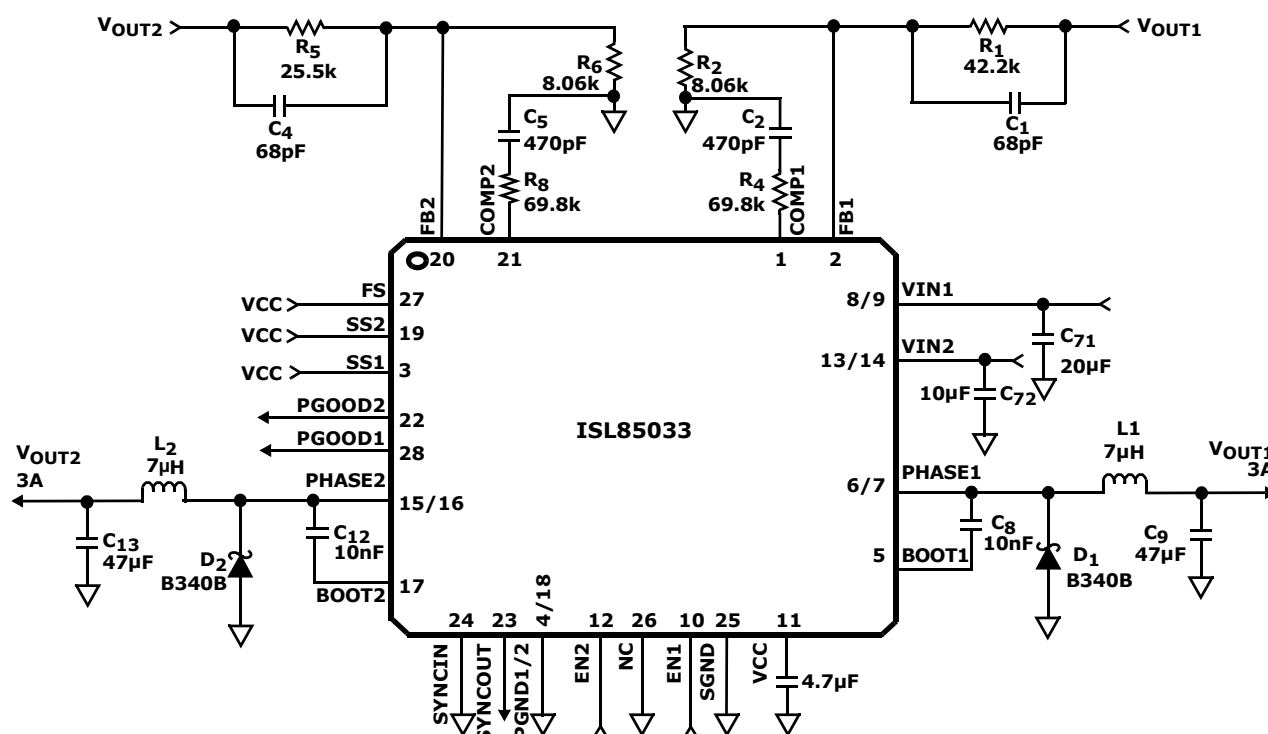 VOUT2
R5
25.5k
C4
68pF
R6
8.06k
C5
470pF
R8
69.8k
COMP2
FB2
R2
8.06k
C2
470pF
R4
69.8k
COMP1
FB1
R1
42.2k
C1
68pF
VOUT1
20
21
1
2
VCC
FS
27
VCC
SS2
19
VCC
SS1
3
PGOOD2
22
PGOOD1
28
PHASE2
15/16
BOOT2
17
VOUT2
3A
L2
7µH
C13
47µF
D2
B340B
C12
10nF
ISL85033
8/9
VIN1
C71
20µF
13/14
VIN2
10µF
C72
6/7
PHASE1
5
BOOT1
C8
10nF
D1
B340B
L1
7µH
C9
47µF
VOUT1
3A
24
23
4/18
12
26
10
25
11
SYNCIN
SYNCOUT
PGND1/2
EN2
NC
EN1
SGND
VCC
4.7µF